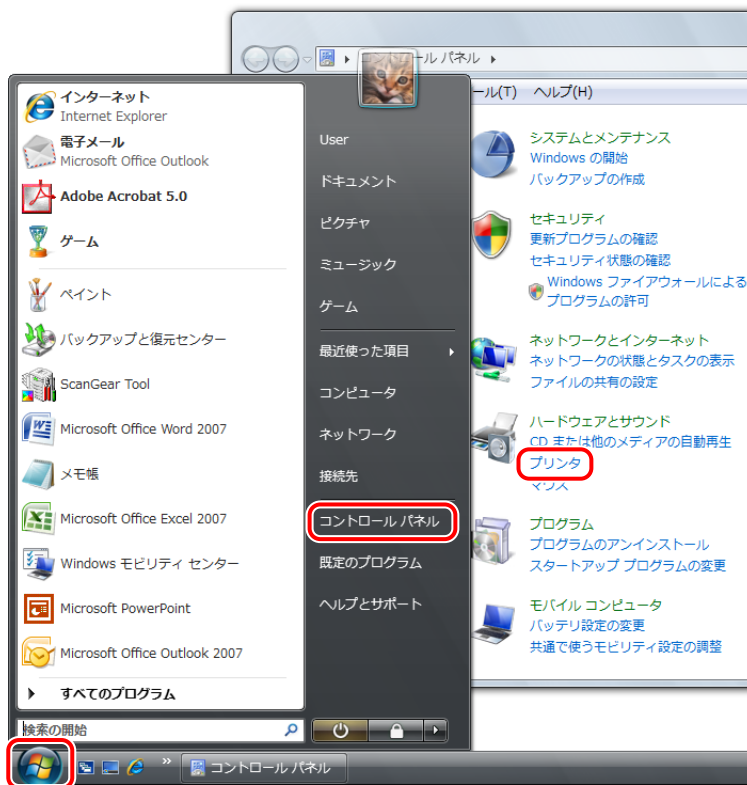 コントロール パネル
ール(T) ヘルプ(H)
インターネット
Internet Explorer
電子メール
Microsoft Office Outlook
Adobe Acrobat 5.0
ゲーム
ペイント
バックアップと復元センター
ScanGear Tool
Microsoft Office Word 2007
メモ帳
Microsoft Office Excel 2007
Windows モビリティ センター
Microsoft PowerPoint
Microsoft Office Outlook 2007
すべてのプログラム
検索の開始
User
ドキュメント
ピクチャ
ミュージック
ゲーム
最近使った項目
コンピュータ
ネットワーク
接続先
コントロール パネル
既定のプログラム
ヘルプとサポート
システムとメンテナンス
Windows の開始
バックアップの作成
セキュリティ
更新プログラムの確認
セキュリティ状態の確認
Windows ファイアウォールによる
プログラムの許可
ネットワークとインターネット
ネットワークの状態とタスクの表示
ファイルの共有の設定
ハードウェアとサウンド
CD または他のメディアの自動再生
プリンタ
マウス
プログラム
プログラムのアンインストール
スタートアップ プログラムの変更
モバイル コンピュータ
バッテリ設定の変更
共通で使うモビリティ設定の調整
コントロール パネル